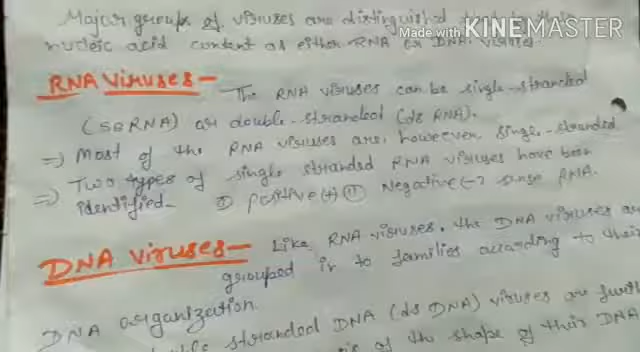 Major groups of viruses are distinguished
Made with KINEMASTER
nucleic acid content as either RNA or DNA viruses
RNA Viruses - The RNA viruses can be single-stranded
(SSRNA) or double-stranded (ds RNA).
=) Most of the RNA viruses are, however single-stranded
=) Two types of single stranded RNA viruses have been
identified- positive(+) Negative(-) sense RNA.
DNA Viruses - Like RNA viruses, the DNA viruses are
grouped in to families according to their
DNA organization.
stranded DNA (ds DNA) viruses are
of the shape of their DNA